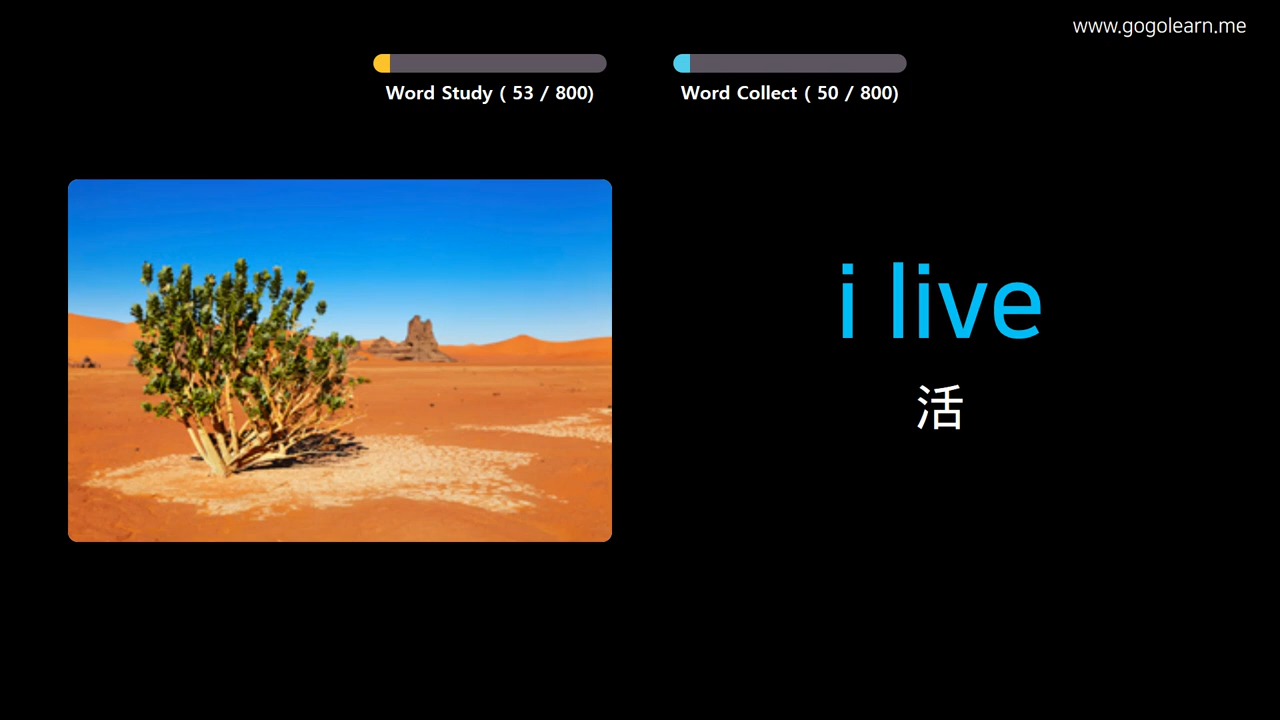 www.gogolearn.me
Word Study ( 53 / 800)
Word Collect ( 50 / 800)
i live
活